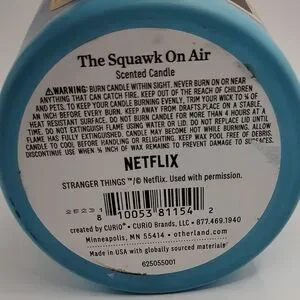 The Squawk On Air
Scented Candle
⚠WARNING: BURN CANDLE WITHIN SIGHT. NEVER BURN ON OR NEAR
ANYTHING THAT CAN CATCH FIRE. KEEP OUT OF THE REACH OF CHILDREN
AND PETS. TO KEEP YOUR CANDLE BURNING EVENLY, TRIM YOUR WICK TO ¼ OF
AN INCH BEFORE EVERY BURN. KEEP AWAY FROM DRAFTS. PLACE ON A STABLE,
HEAT RESISTANT SURFACE. DO NOT BURN CANDLE FOR MORE THAN 4 HOURS AT A
TIME. DO NOT EXTINGUISH FLAME USING WATER OR LID. DO NOT REPLACE LID UNTIL
FLAME IS FULLY EXTINGUISHED. CANDLE MAY BECOME HOT WHILE BURNING. ALLOW
CANDLE TO COOL BEFORE HANDLING OR RELIGHTING. KEEP WAX POOL FREE OF DEBRIS.
DISCONTINUE USE WHEN ½ INCH OF WAX REMAINS TO PREVENT DAMAGE TO SURFACES.
NETFLIX
STRANGER THINGS ™/© Netflix. Used with permission.
8 10053 81154 2
created by CURiO • CURiO Brands, LLC • 877.469.1940
Minneapolis, MN 55414 • otherland.com
Made in USA with globally sourced materials
625055001